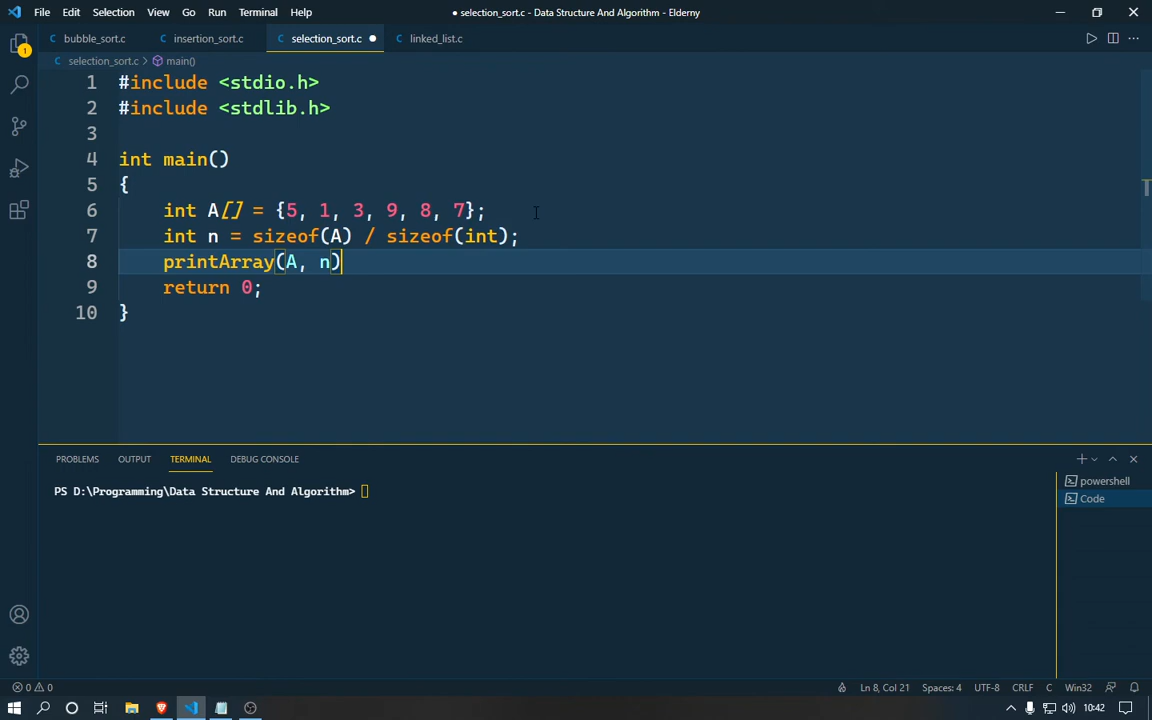 File Edit Selection View Go Run Terminal Help
● selection_sort.c - Data Structure And Algorithm - Elderny
C bubble_sort.c C insertion_sort.c C selection_sort.c ● C linked_list.c
C selection_sort.c > main()
1 #include <stdio.h>
2 #include <stdlib.h>
3
4 int main()
5 {
6 int A[] = {5, 1, 3, 9, 8, 7};
7 int n = sizeof(A) / sizeof(int);
8 printArray(A, n)
9 return 0;
10 }
1
PROBLEMS OUTPUT TERMINAL DEBUG CONSOLE
powershell
Code
PS D:\Programming\Data Structure And Algorithm>
0 0 Ln 8, Col 21 Spaces: 4 UTF-8 CRLF C Win32
10:42